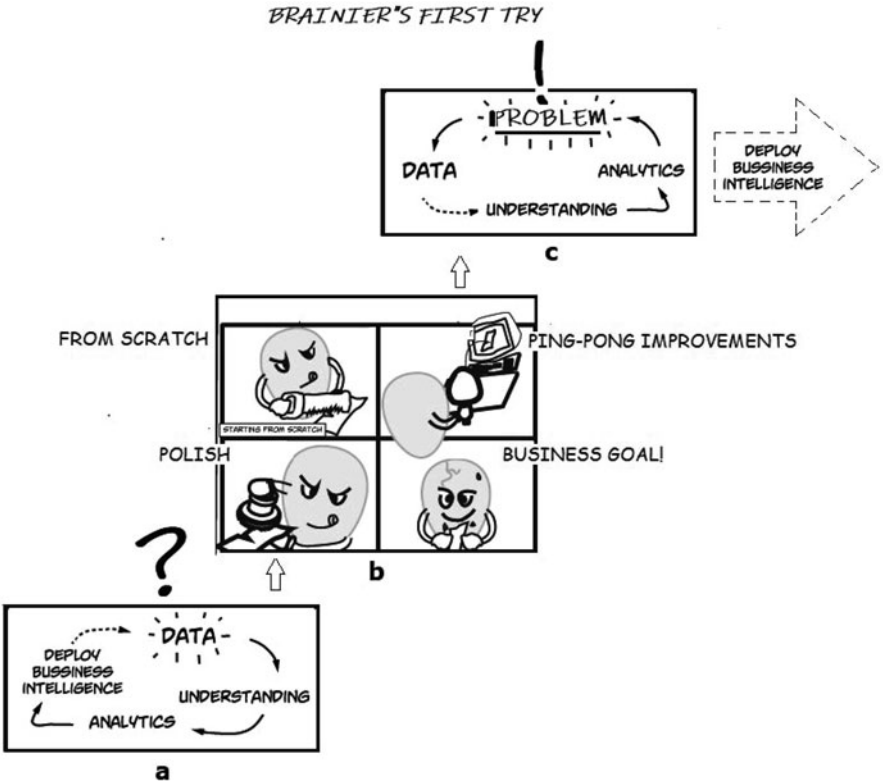 BRAINIER'S FIRST TRY
!
PROBLEM
DATA
ANALYTICS
UNDERSTANDING
DEPLOY
BUSSINESS
INTELLIGENCE
c
FROM SCRATCH
PING-PONG IMPROVEMENTS
STARTING FROM SCRATCH
POLISH
BUSINESS GOAL!
b
?
DATA
DEPLOY
BUSSINESS
INTELLIGENCE
UNDERSTANDING
ANALYTICS
a